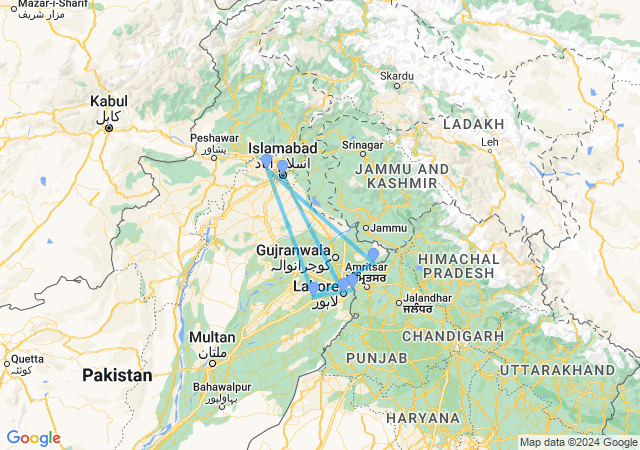 Mazar-i-Sharif
مزار شریف
Skardu
Kabul
کابل
LADAKH
Peshawar
پشاور
Islamabad
اسلام آباد
Srinagar
Leh
JAMMU AND
KASHMIR
Jammu
Gujranwala
گوجرانوالہ
HIMACHAL
PRADESH
Amritsar
ਅੰਮ੍ਰਿਤਸਰ
Lahore
لاہور
Jalandhar
ਜਲੰਧਰ
Multan
ملتان
CHANDIGARH
Quetta
کوئٹہ
PUNJAB
UTTARAKHAND
Pakistan
Bahawalpur
بہاولپور
HARYANA
Google
Map data ©2024 Google